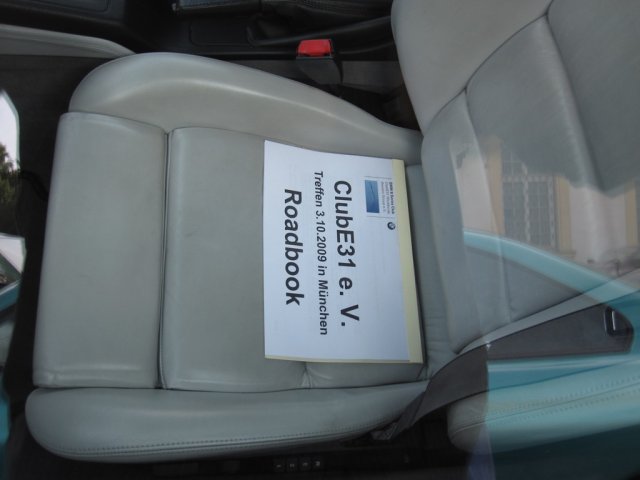 ClubE31 e. V.
Treffen 3.10.2009 in München
Roadbook